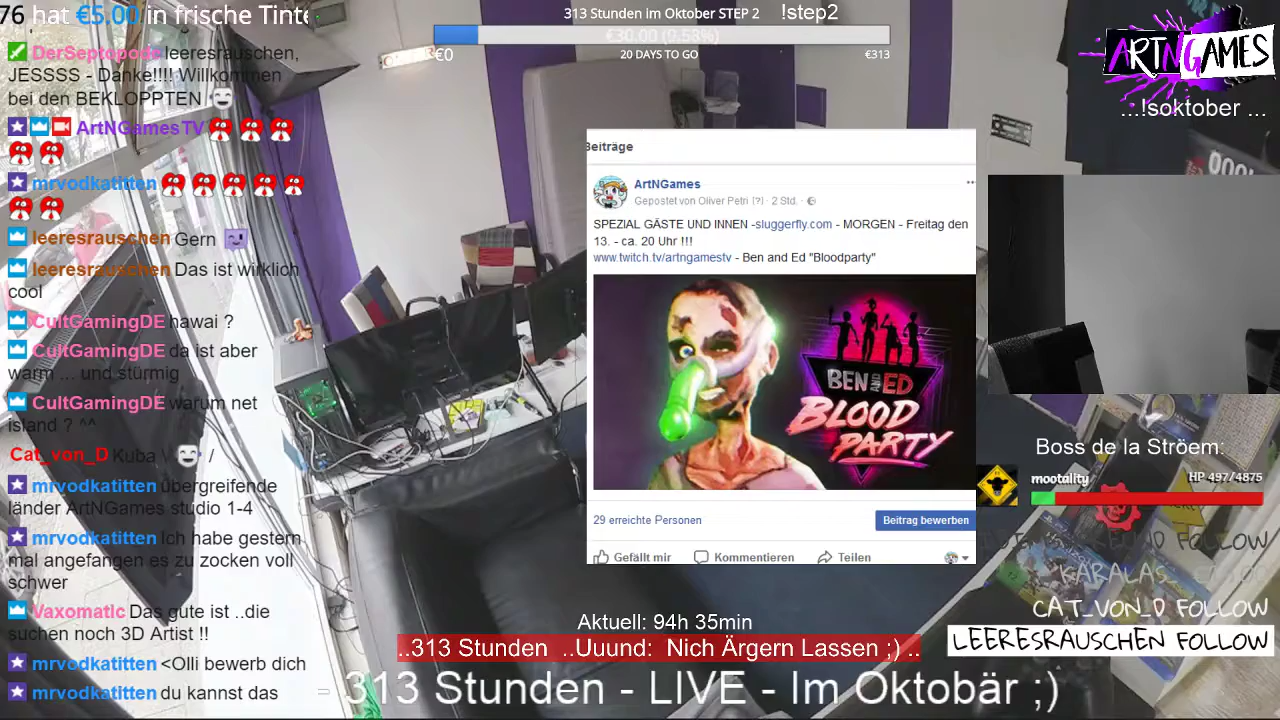 76 hat €5.00 in frische Tinte
DerSeptopode leeresrauschen,
JESSSS - Danke!!!! Willkommen
bei den BEKLOPPTEN
ArtNGamesTV
mrvodkatitten
leeresrauschen Gern
leeresrauschen Das ist wirklich
cool
CultGamingDE hawai ?
CultGamingDE da ist aber
warm ... und stürmig
CultGamingDE warum net
island ? ^^
Cat_von_D Kuba \ /
mrvodkatitten übergreifende
länder ArtNGames studio 1-4
mrvodkatitten Ich habe gestern
mal angefangen es zu zocken voll
schwer
Vaxomatic Das gute ist ..die
suchen noch 3D Artist !!
mrvodkatitten <Olli bewerb dich
mrvodkatitten du kannst das
313 Stunden im Oktober STEP 2 !step2
€30.00 (0.53%)
€0 20 DAYS TO GO €313
ARTNGAMES
...!soktober ...
Beiträge
ArtNGames
Gepostet von Oliver Petri [?] · 2 Std. ·
SPEZIAL GÄSTE UND INNEN -sluggerfly.com - MORGEN - Freitag den
13. - ca. 20 Uhr !!!
www.twitch.tv/artngamestv - Ben and Ed "Bloodparty"
BEN AND ED
BLOOD
PARTY
29 erreichte Personen Beitrag bewerben
Gefällt mir Kommentieren Teilen
Boss de la Ströem:
mootality HP 497/4875
FOLLOW
KARALAS_
CAT_VON_D FOLLOW
LEERESRAUSCHEN FOLLOW
Aktuell: 94h 35min
..313 Stunden ..Uuund: Nich Ärgern Lassen ;) ..
313 Stunden - LIVE - Im Oktobär ;)